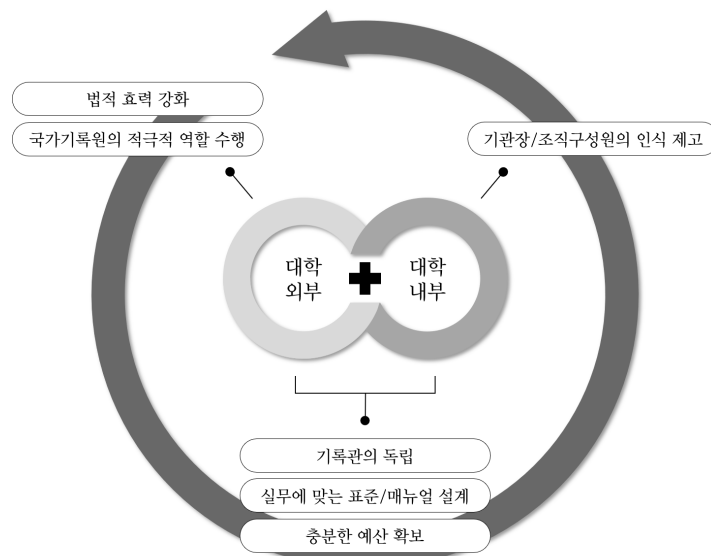 법적 효력 강화
국가기록원의 적극적 역할 수행
기관장/조직구성원의 인식 제고
대학
외부
대학
내부
기록관의 독립
실무에 맞는 표준/매뉴얼 설계
충분한 예산 확보